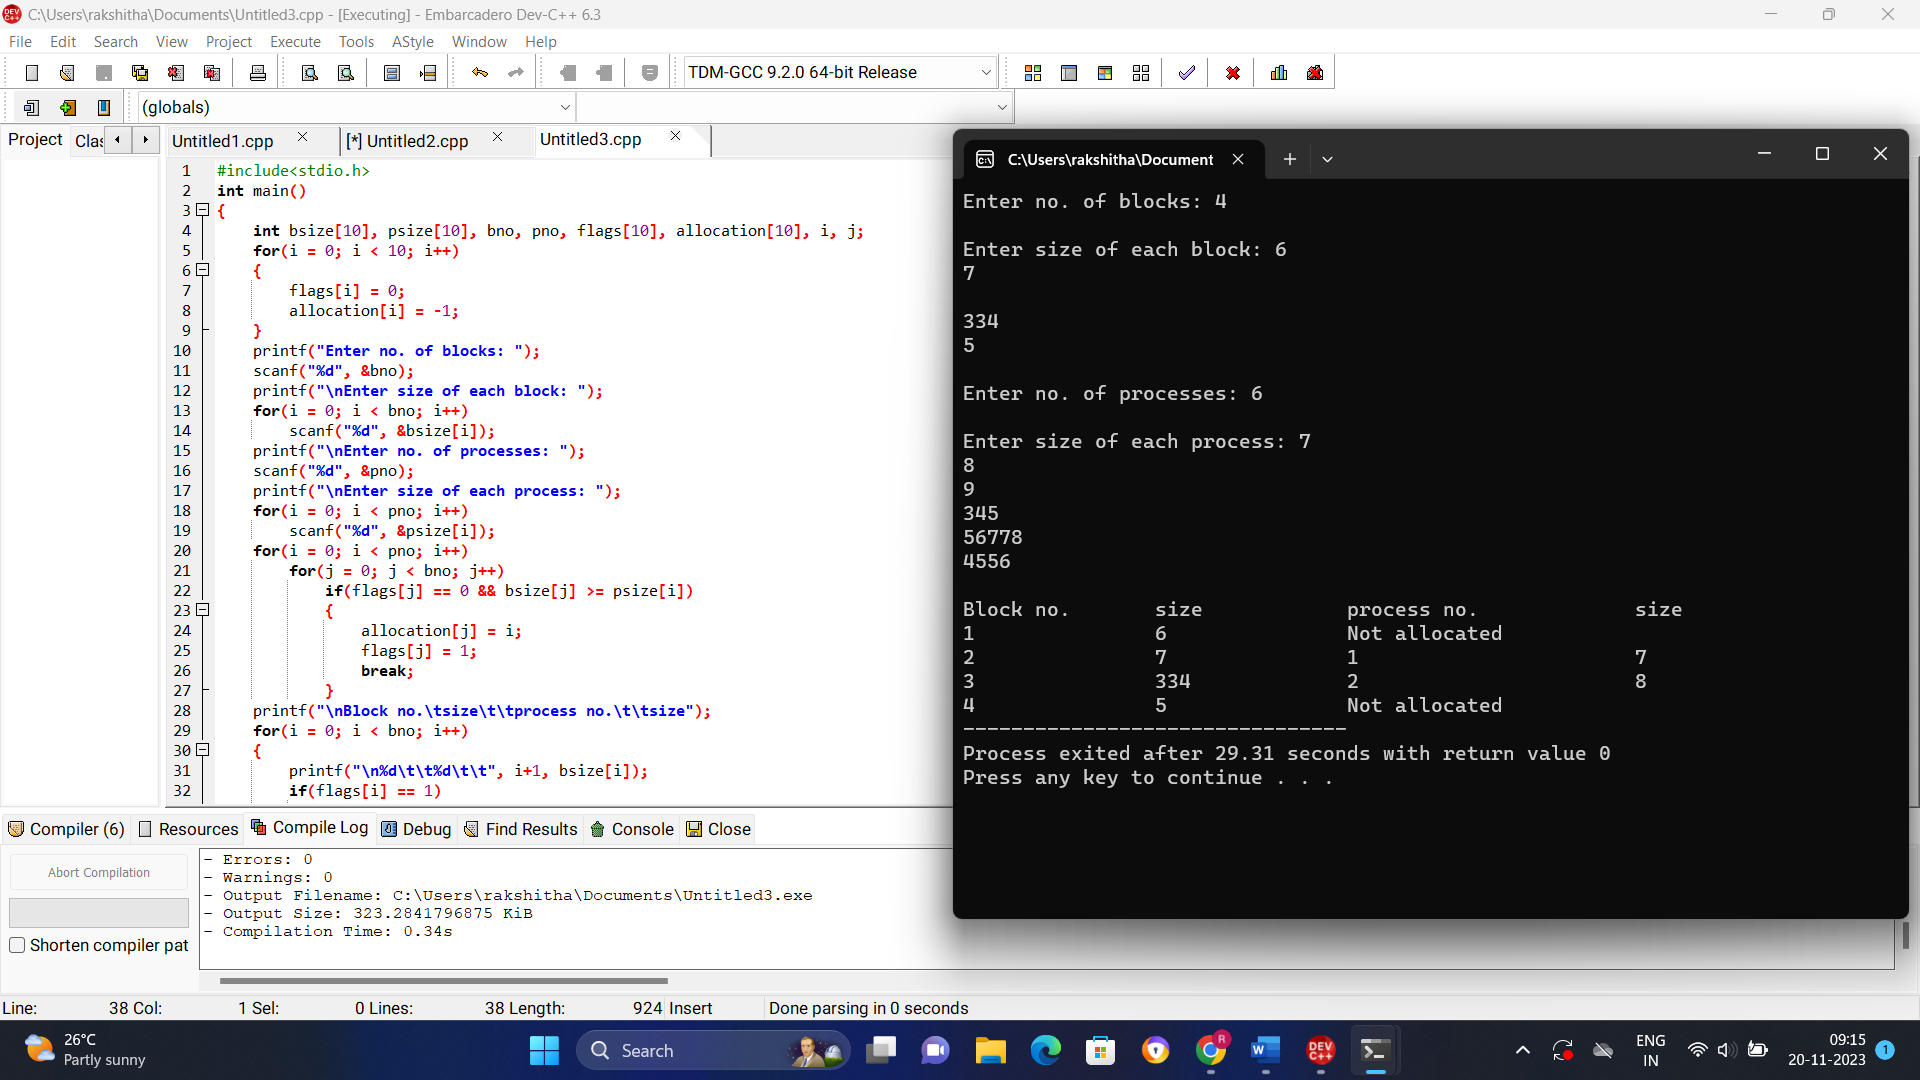 C:\Users\rakshitha\Documents\Untitled3.cpp - [Executing] - Embarcadero Dev-C++ 6.3
File Edit Search View Project Execute Tools AStyle Window Help
TDM-GCC 9.2.0 64-bit Release
(globals)
Project Clas
Untitled1.cpp [*] Untitled2.cpp Untitled3.cpp
1 #include<stdio.h>
2 int main()
3 {
4 int bsize[10], psize[10], bno, pno, flags[10], allocation[10], i, j;
5 for(i = 0; i < 10; i++)
6 {
7 flags[i] = 0;
8 allocation[i] = -1;
9 }
10 printf("Enter no. of blocks: ");
11 scanf("%d", &bno);
12 printf("\nEnter size of each block: ");
13 for(i = 0; i < bno; i++)
14 scanf("%d", &bsize[i]);
15 printf("\nEnter no. of processes: ");
16 scanf("%d", &pno);
17 printf("\nEnter size of each process: ");
18 for(i = 0; i < pno; i++)
19 scanf("%d", &psize[i]);
20 for(i = 0; i < pno; i++)
21 for(j = 0; j < bno; j++)
22 if(flags[j] == 0 && bsize[j] >= psize[i])
23 {
24 allocation[j] = i;
25 flags[j] = 1;
26 break;
27 }
28 printf("\nBlock no.\tsize\t\tprocess no.\t\tsize");
29 for(i = 0; i < bno; i++)
30 {
31 printf("\n%d\t\t%d\t\t", i+1, bsize[i]);
32 if(flags[i] == 1)
C:\Users\rakshitha\Document
Enter no. of blocks: 4
Enter size of each block: 6
7
334
5
Enter no. of processes: 6
Enter size of each process: 7
8
9
345
56778
4556
Block no. size process no. size
1 6 Not allocated
2 7 1 7
3 334 2 8
4 5 Not allocated
--------------------------------
Process exited after 29.31 seconds with return value 0
Press any key to continue . . .
Compiler (6) Resources Compile Log Debug Find Results Console Close
Abort Compilation
Shorten compiler pat
- Errors: 0
- Warnings: 0
- Output Filename: C:\Users\rakshitha\Documents\Untitled3.exe
- Output Size: 323.2841796875 KiB
- Compilation Time: 0.34s
Line: 38 Col: 1 Sel: 0 Lines: 38 Length: 924 Insert Done parsing in 0 seconds
26°C
Partly sunny
Search
R
W
DEV C++
ENG
IN
09:15
20-11-2023
1